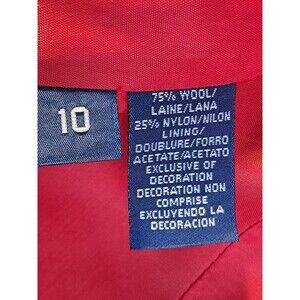 10
75% WOOL/
LAINE/LANA
25% NYLON/NILON
LINING/
DOUBLURE/FORRO
ACETATE/ACETATO
EXCLUSIVE OF
DECORATION
DECORATION NON
COMPRISE
EXCLUYENDO LA
DECORACION